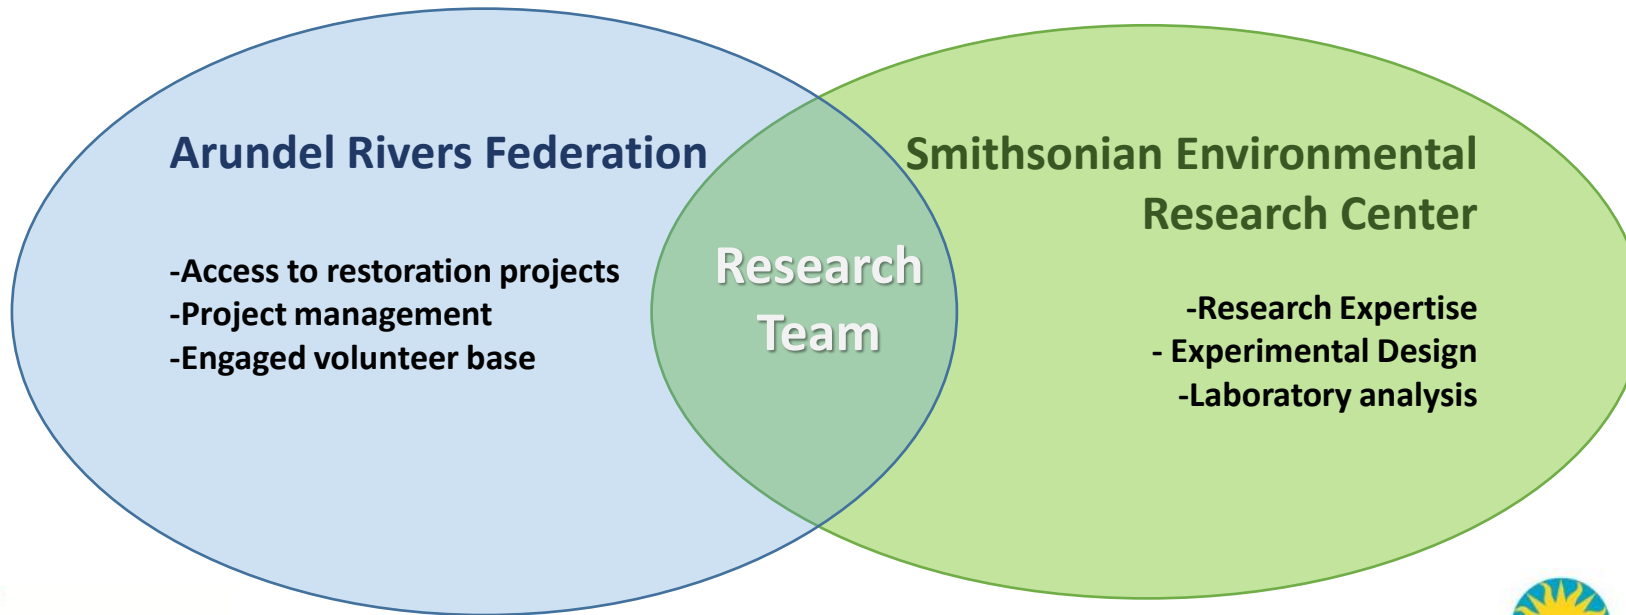 Arundel Rivers Federation
-Access to restoration projects
-Project management
-Engaged volunteer base
Research
Team
Smithsonian Environmental
Research Center
-Research Expertise
- Experimental Design
-Laboratory analysis